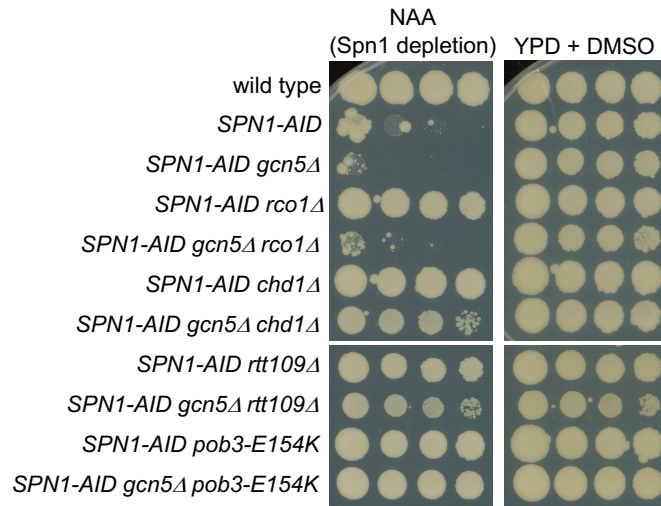 NAA
(Spn1 depletion) YPD + DMSO
wild type
SPN1-AID
SPN1-AID gcn5Δ
SPN1-AID rco1Δ
SPN1-AID gcn5Δ rco1Δ
SPN1-AID chd1Δ
SPN1-AID gcn5Δ chd1Δ
SPN1-AID rtt109Δ
SPN1-AID gcn5Δ rtt109Δ
SPN1-AID pob3-E154K
SPN1-AID gcn5Δ pob3-E154K